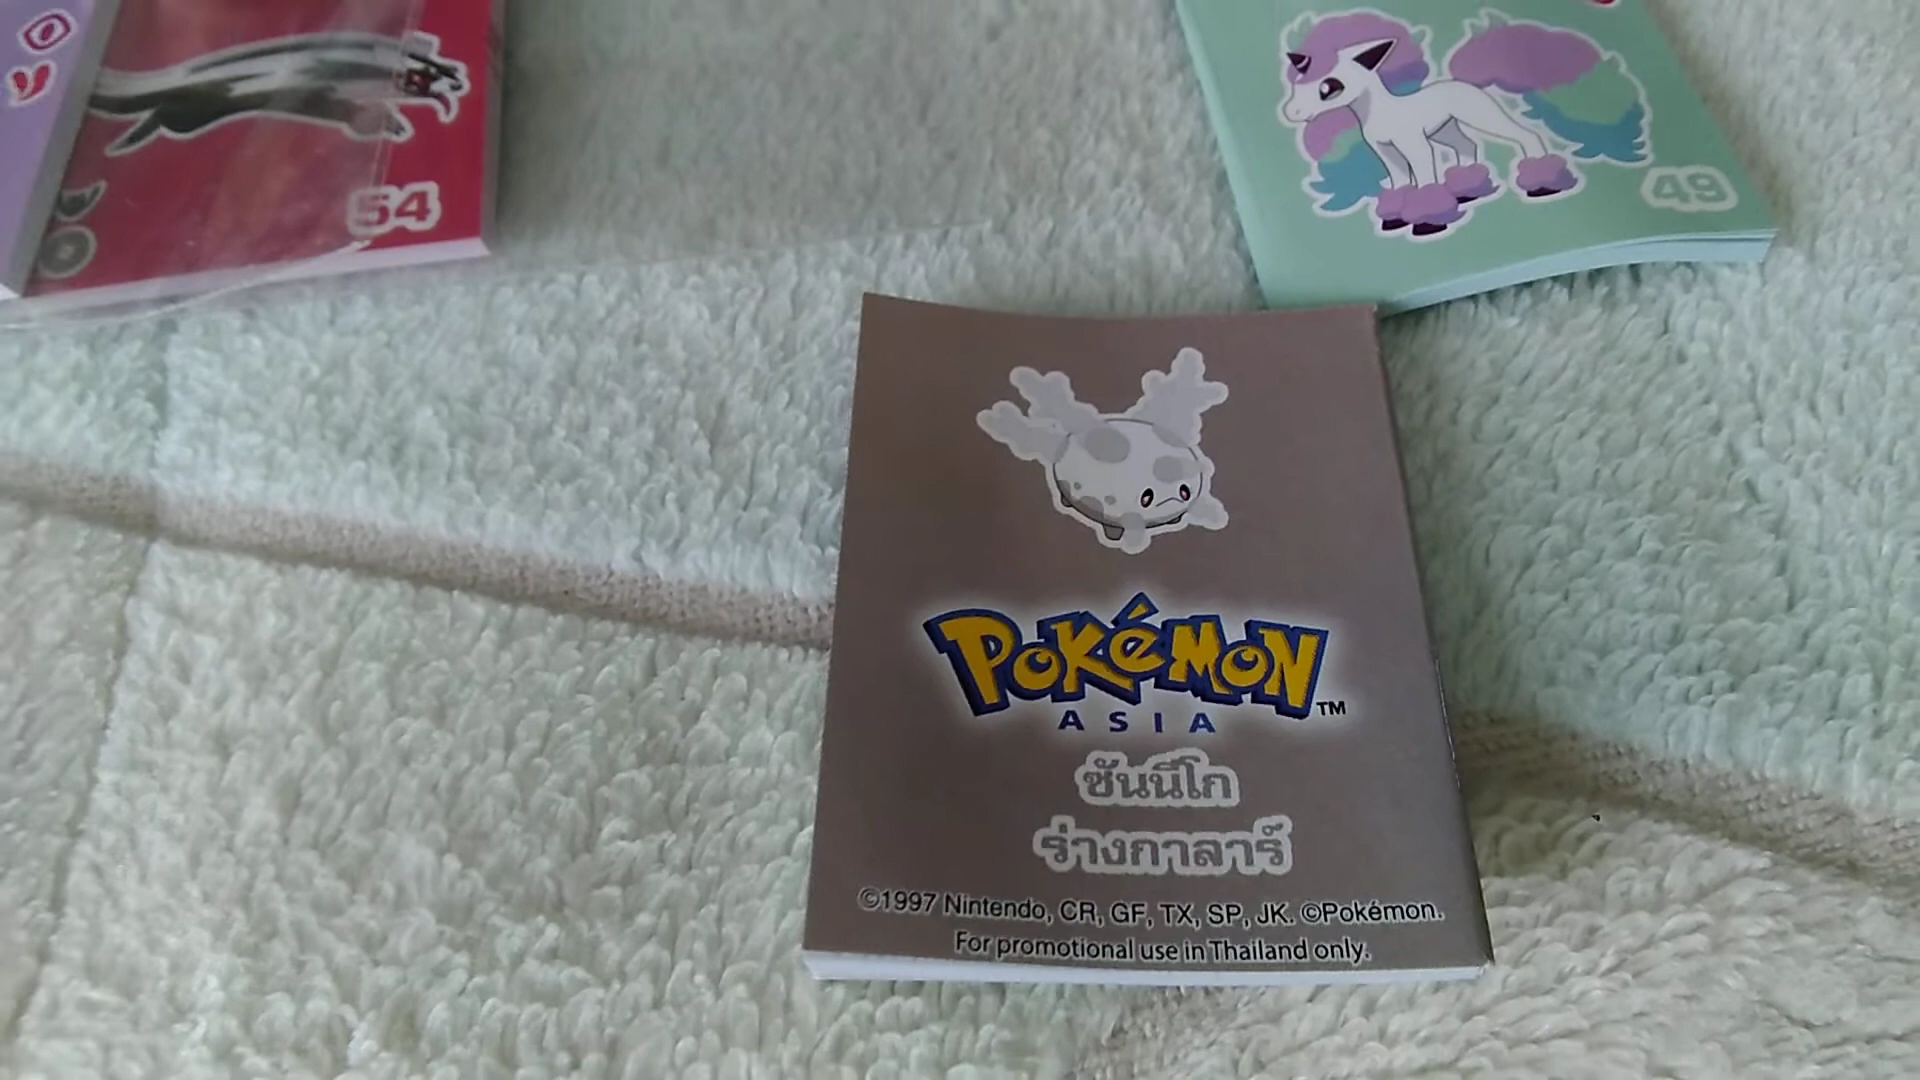 54
49
POKéMON™
ASIA
ซันนีโก
ร่างกาลาร์
©1997 Nintendo, CR, GF, TX, SP, JK. ©Pokémon.
For promotional use in Thailand only.